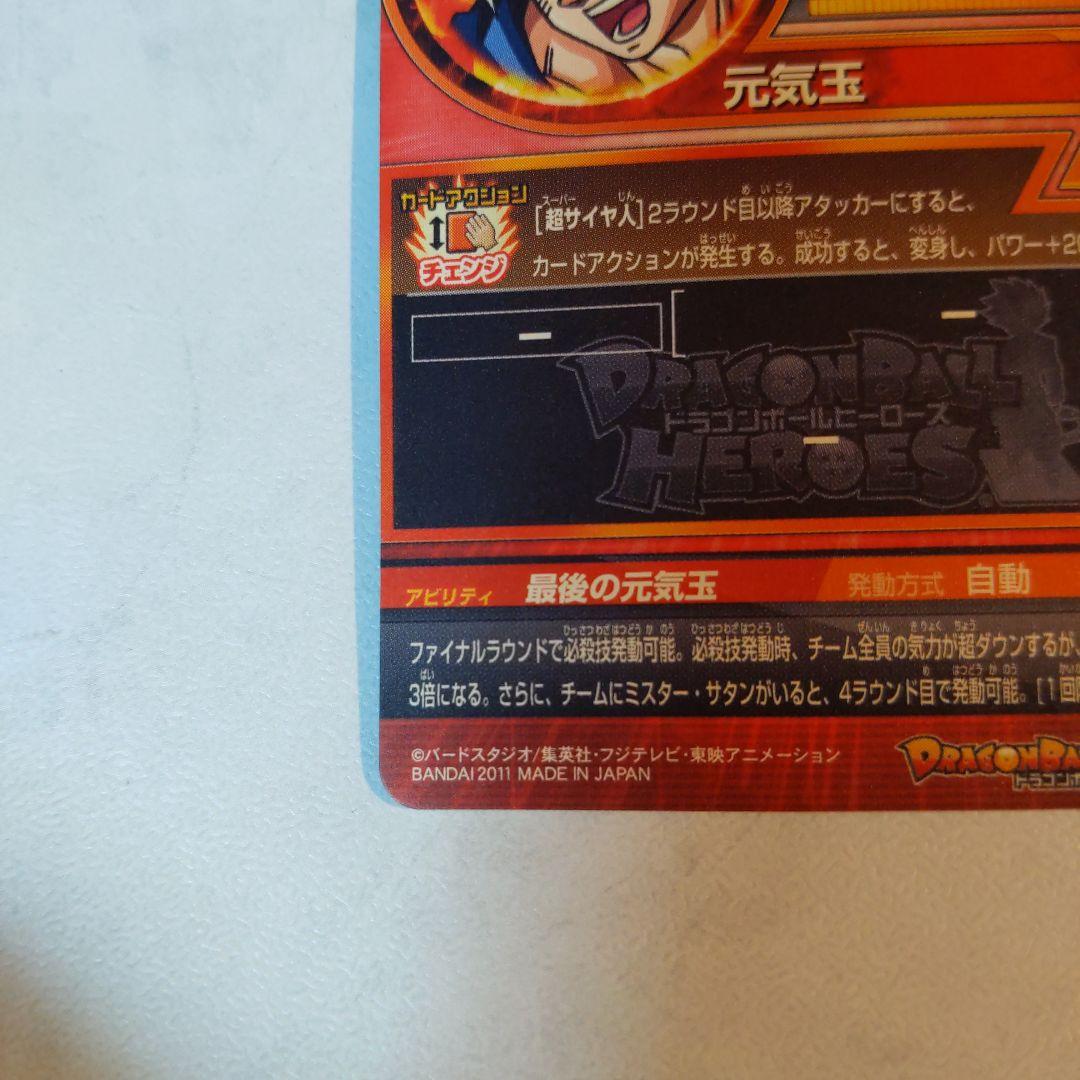 元気玉
カードアクション
チェンジ
[超サイヤ人]2ラウンド目以降アタッカーにすると、
カードアクションが発生する。成功すると、変身し、パワー+20
DRAGON BALL
ドラゴンボールヒーローズ
HEROES
アビリティ 最後の元気玉 発動方式 自動
ファイナルラウンドで必殺技発動可能。必殺技発動時、チーム全員の気力が超ダウンするが、
3倍になる。さらに、チームにミスター・サタンがいると、4ラウンド目で発動可能。[1回
©バードスタジオ/集英社・フジテレビ・東映アニメーション
BANDAI 2011 MADE IN JAPAN
DRAGON BA
ドラゴンボ